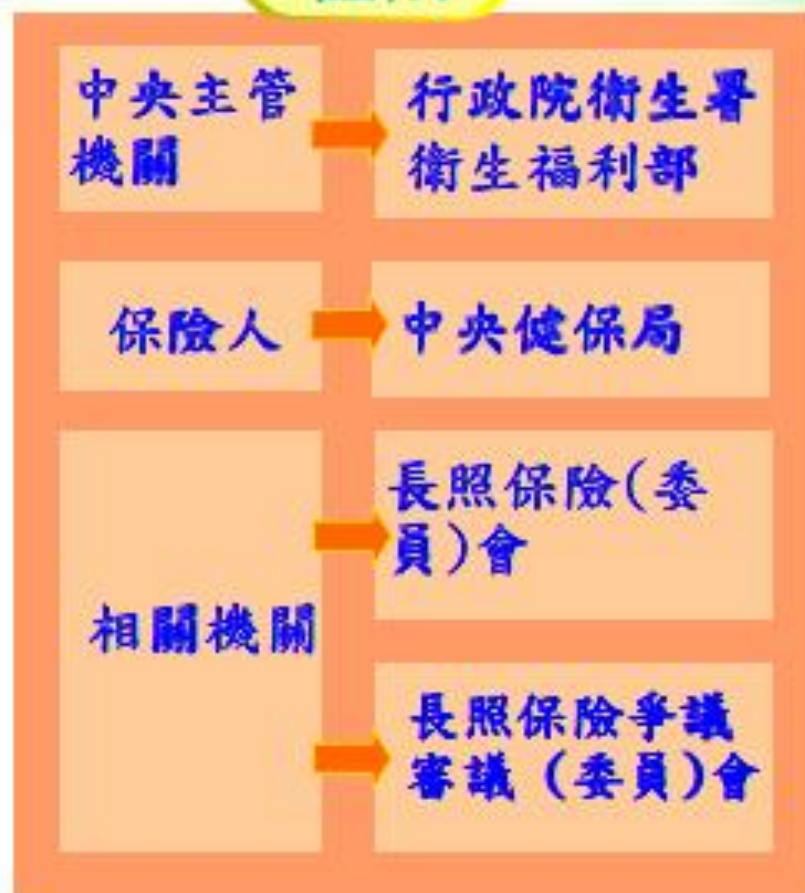 中央主管
機關
行政院衛生署
衛生福利部
保險人
中央健保局
相關機關
長照保險(委
員)會
長照保險爭議
審議 (委員)會